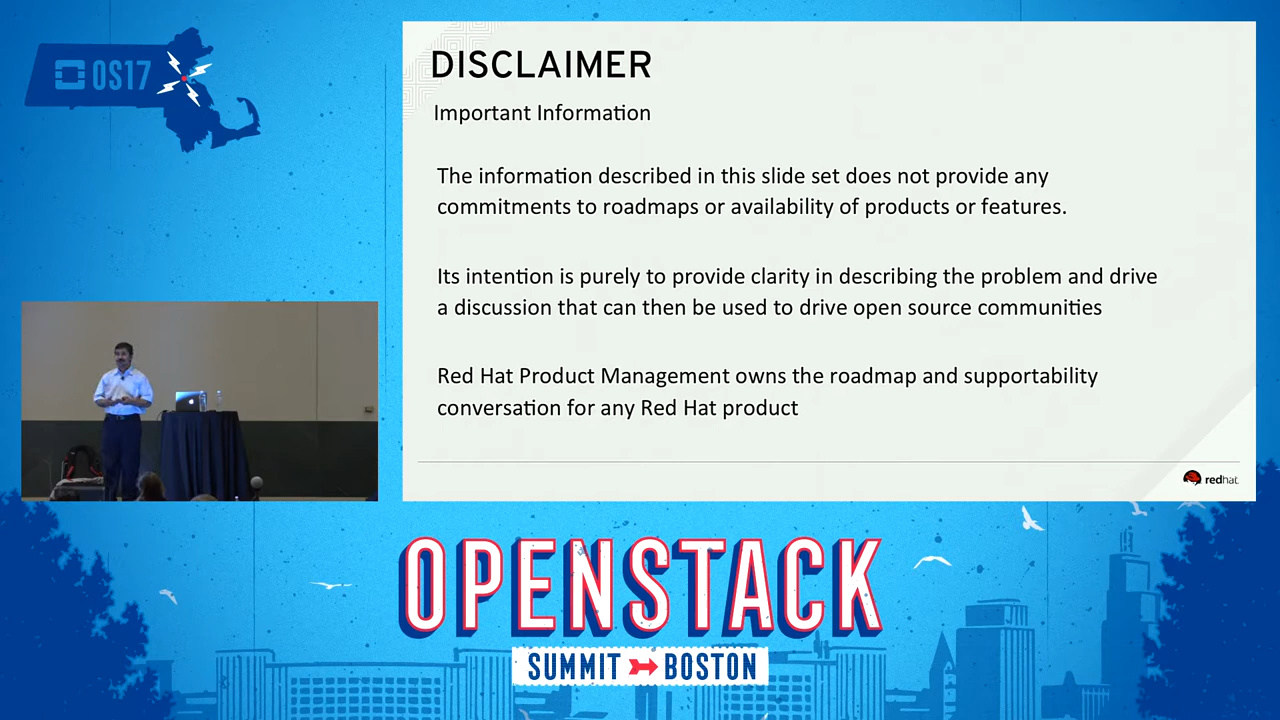 OS17
DISCLAIMER
Important Information
The information described in this slide set does not provide any
commitments to roadmaps or availability of products or features.
Its intention is purely to provide clarity in describing the problem and drive
a discussion that can then be used to drive open source communities
Red Hat Product Management owns the roadmap and supportability
conversation for any Red Hat product
redhat.
OPENSTACK
SUMMIT BOSTON